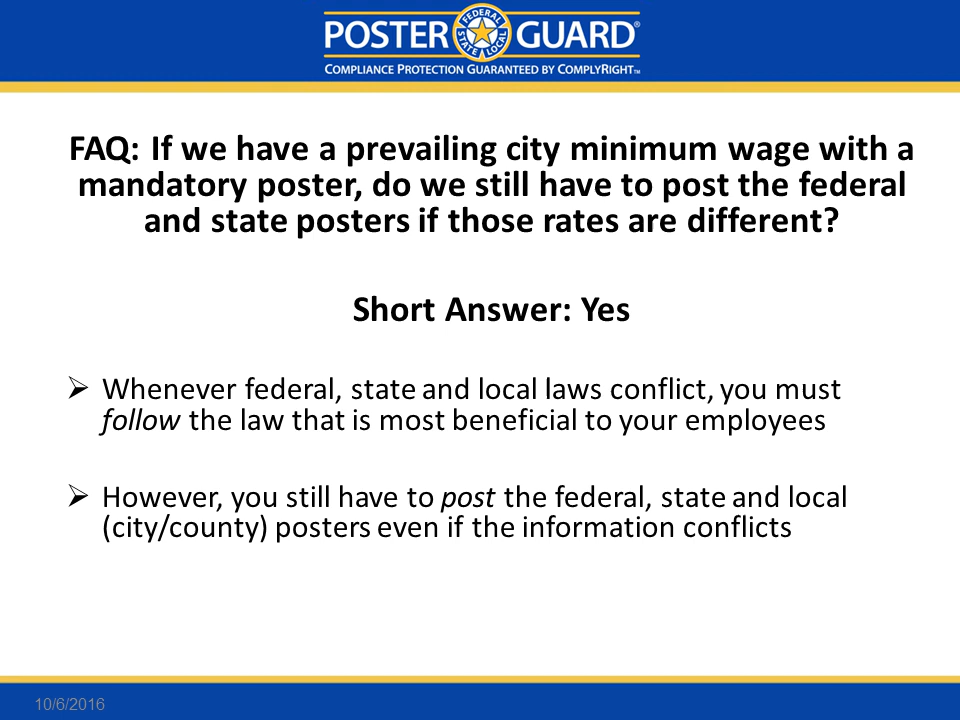 POSTER GUARD®
FEDERAL STATE LOCAL
COMPLIANCE PROTECTION GUARANTEED BY COMPLYRIGHT™
FAQ: If we have a prevailing city minimum wage with a
mandatory poster, do we still have to post the federal
and state posters if those rates are different?
Short Answer: Yes
➢ Whenever federal, state and local laws conflict, you must
follow the law that is most beneficial to your employees
➢ However, you still have to post the federal, state and local
(city/county) posters even if the information conflicts
10/6/2016